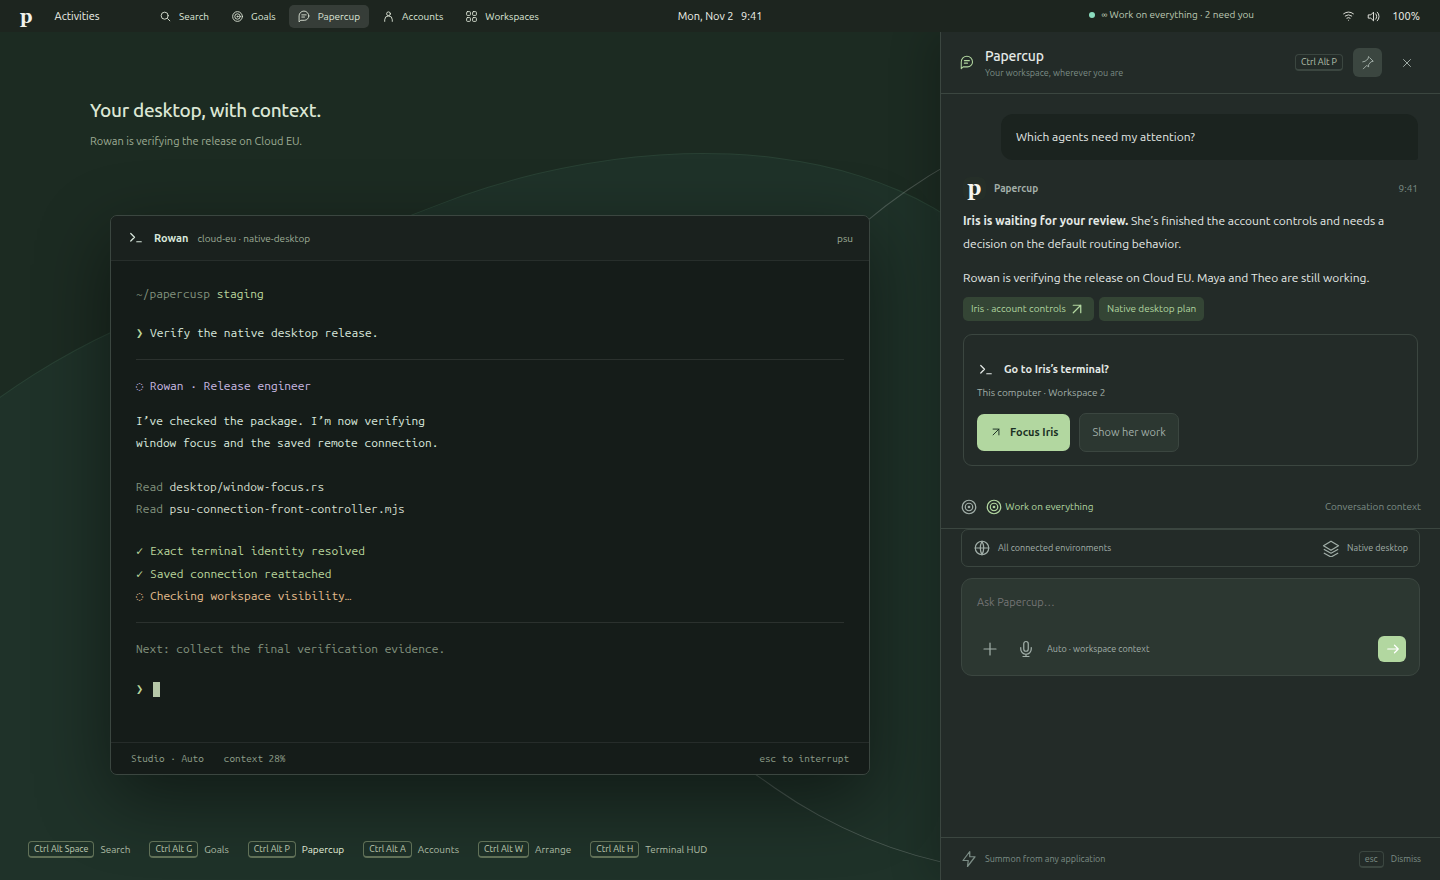 p Activities Search Goals Papercup Accounts Workspaces Mon, Nov 2 9:41 ∞ Work on everything · 2 need you 100%
Your desktop, with context.
Rowan is verifying the release on Cloud EU.
Rowan cloud-eu · native-desktop psu
~/papercusp staging
❯ Verify the native desktop release.
Rowan · Release engineer
I’ve checked the package. I’m now verifying
window focus and the saved remote connection.
Read desktop/window-focus.rs
Read psu-connection-front-controller.mjs
✓ Exact terminal identity resolved
✓ Saved connection reattached
Checking workspace visibility…
Next: collect the final verification evidence.
❯
Studio · Auto context 28% esc to interrupt
Ctrl Alt Space Search Ctrl Alt G Goals Ctrl Alt P Papercup Ctrl Alt A Accounts Ctrl Alt W Arrange Ctrl Alt H Terminal HUD
Papercup Ctrl Alt P
Your workspace, wherever you are
Which agents need my attention?
p Papercup 9:41
Iris is waiting for your review. She’s finished the account controls and needs a
decision on the default routing behavior.
Rowan is verifying the release on Cloud EU. Maya and Theo are still working.
Iris · account controls Native desktop plan
Go to Iris’s terminal?
This computer · Workspace 2
Focus Iris Show her work
Work on everything Conversation context
All connected environments Native desktop
Ask Papercup…
Auto · workspace context
Summon from any application esc Dismiss